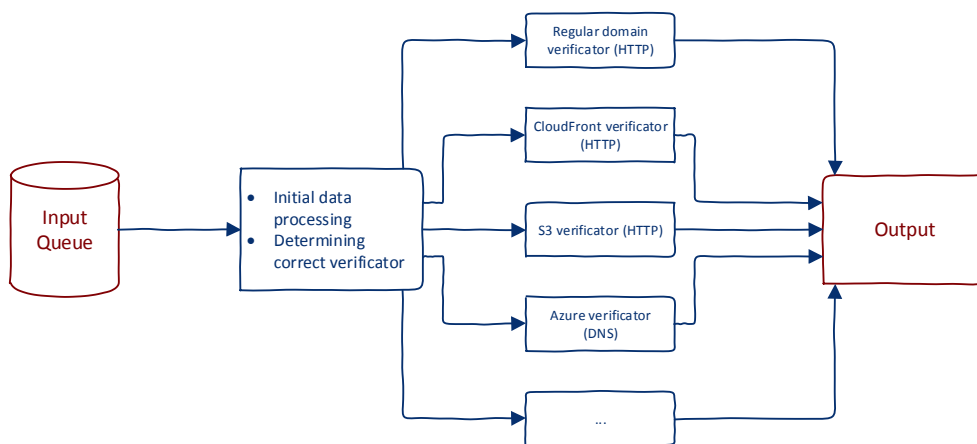 Regular domain
verificator (HTTP)
CloudFront verificator
(HTTP)
Input
Queue
• Initial data
processing
• Determining
correct verificator
S3 verificator (HTTP)
Output
Azure verificator
(DNS)
...